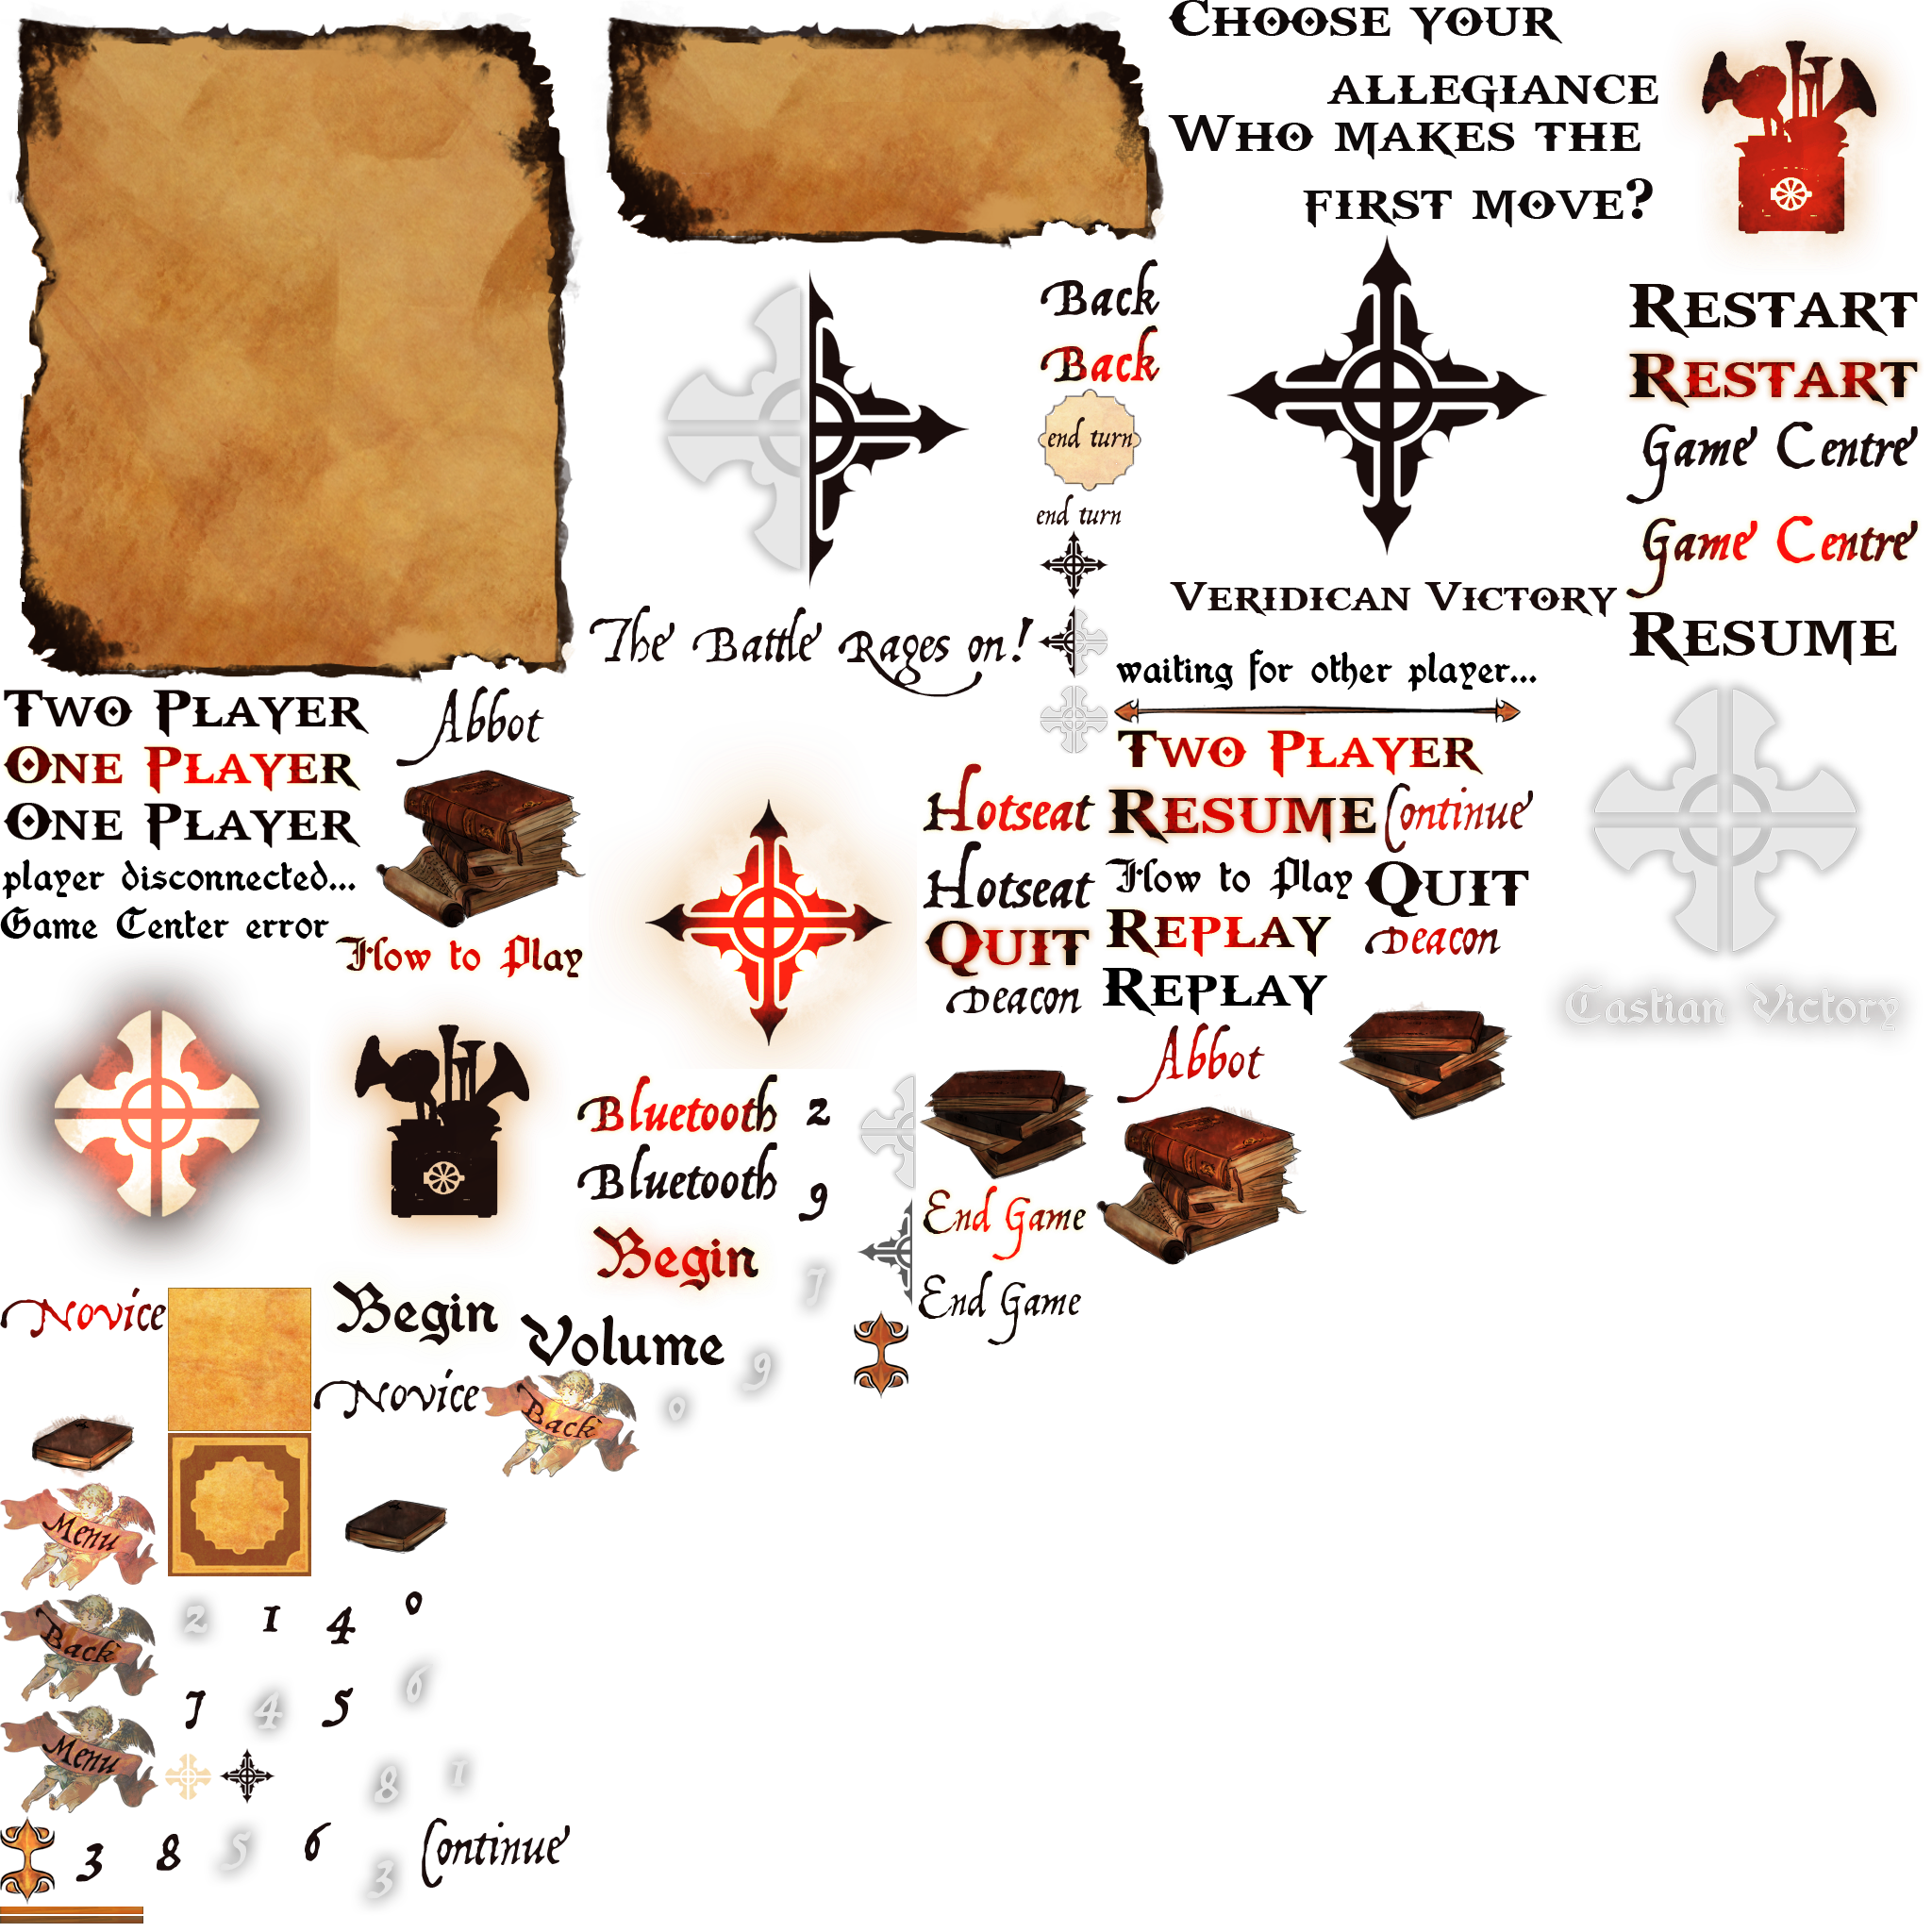 Choose your
allegiance
Who makes the
first move?
Back
Back
end turn
end turn
Restart
Restart
Game Centre
Game Centre
Veridican Victory
The Battle Rages on!
Resume
waiting for other player...
Two Player
Abbot
Two Player
One Player
One Player
Hotseat
Resume
Continue
player disconnected...
Hotseat
How to Play
Quit
Game Center error
How to Play
Quit
Replay
Deacon
Deacon
Replay
Castian Victory
Abbot
Bluetooth
2
Bluetooth
9
End Game
Begin
7
End Game
Novice
Begin
Volume
9
Novice
Back
0
Menu
2
1
4
0
Back
7
4
5
6
Menu
8
1
3
8
5
6
3
Continue